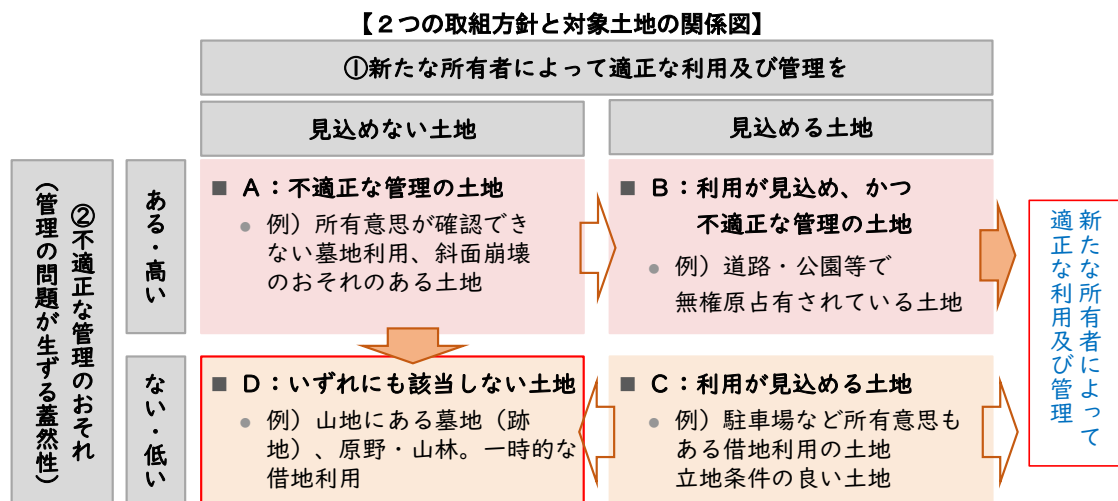 【２つの取組方針と対象土地の関係図】
①新たな所有者によって適正な利用及び管理を
見込めない土地
見込める土地
②不適正な管理のおそれ
（管理の問題が生ずる蓋然性）
ある・高い
■ A：不適正な管理の土地
● 例）所有意思が確認でき
ない墓地利用、斜面崩壊
のおそれのある土地
■ B：利用が見込め、かつ
不適正な管理の土地
● 例）道路・公園等で
無権原占有されている土地
新たな所有者によって
適正な利用及び管理
ない・低い
■ D：いずれにも該当しない土地
● 例）山地にある墓地（跡
地）、原野・山林。一時的な
借地利用
■ C：利用が見込める土地
● 例）駐車場など所有意思も
ある借地利用の土地
立地条件の良い土地